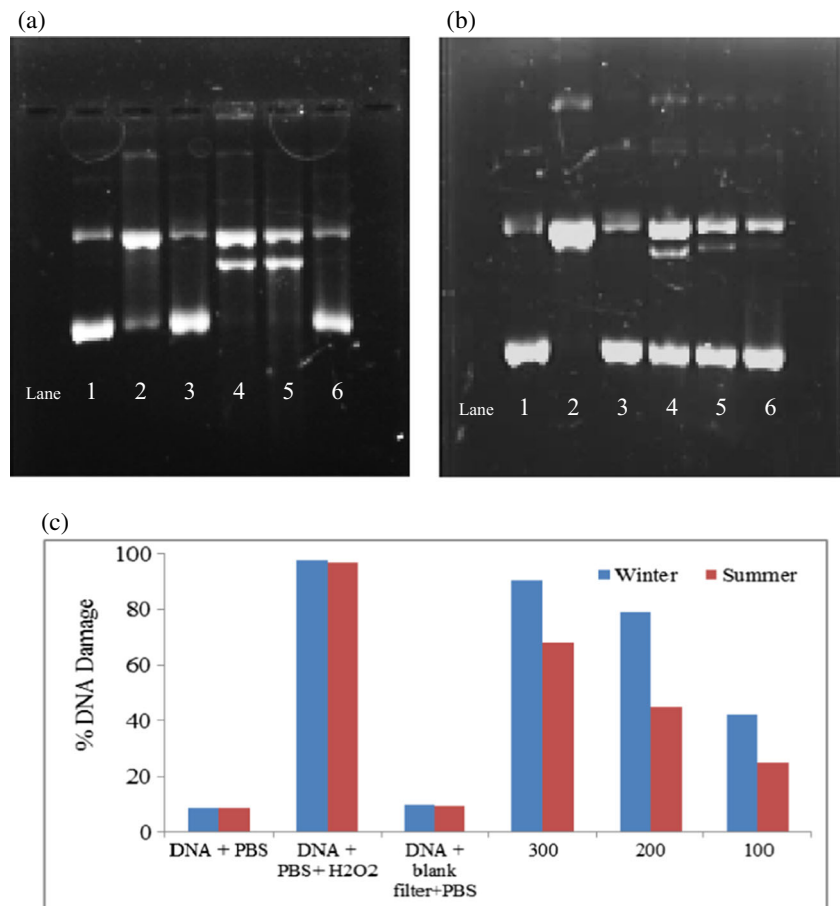 (a)
(b)
Lane 1 2 3 4 5 6
Lane 1 2 3 4 5 6
(c)
100
80
60
40
20
0
% DNA Damage
Winter Summer
DNA + PBS
DNA +
PBS+ H2O2
DNA +
blank
filter+PBS
300
200
100